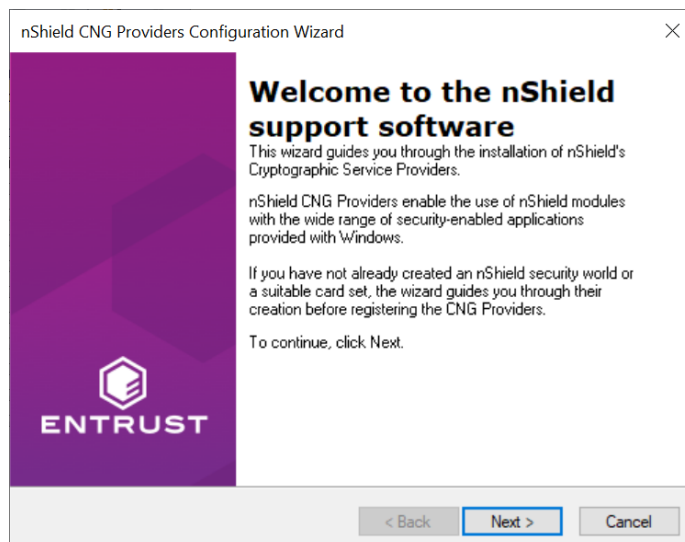 nShield CNG Providers Configuration Wizard
Welcome to the nShield
support software
This wizard guides you through the installation of nShield's
Cryptographic Service Providers.
nShield CNG Providers enable the use of nShield modules
with the wide range of security-enabled applications
provided with Windows.
If you have not already created an nShield security world or
a suitable card set, the wizard guides you through their
creation before registering the CNG Providers.
To continue, click Next.
ENTRUST
< Back Next > Cancel